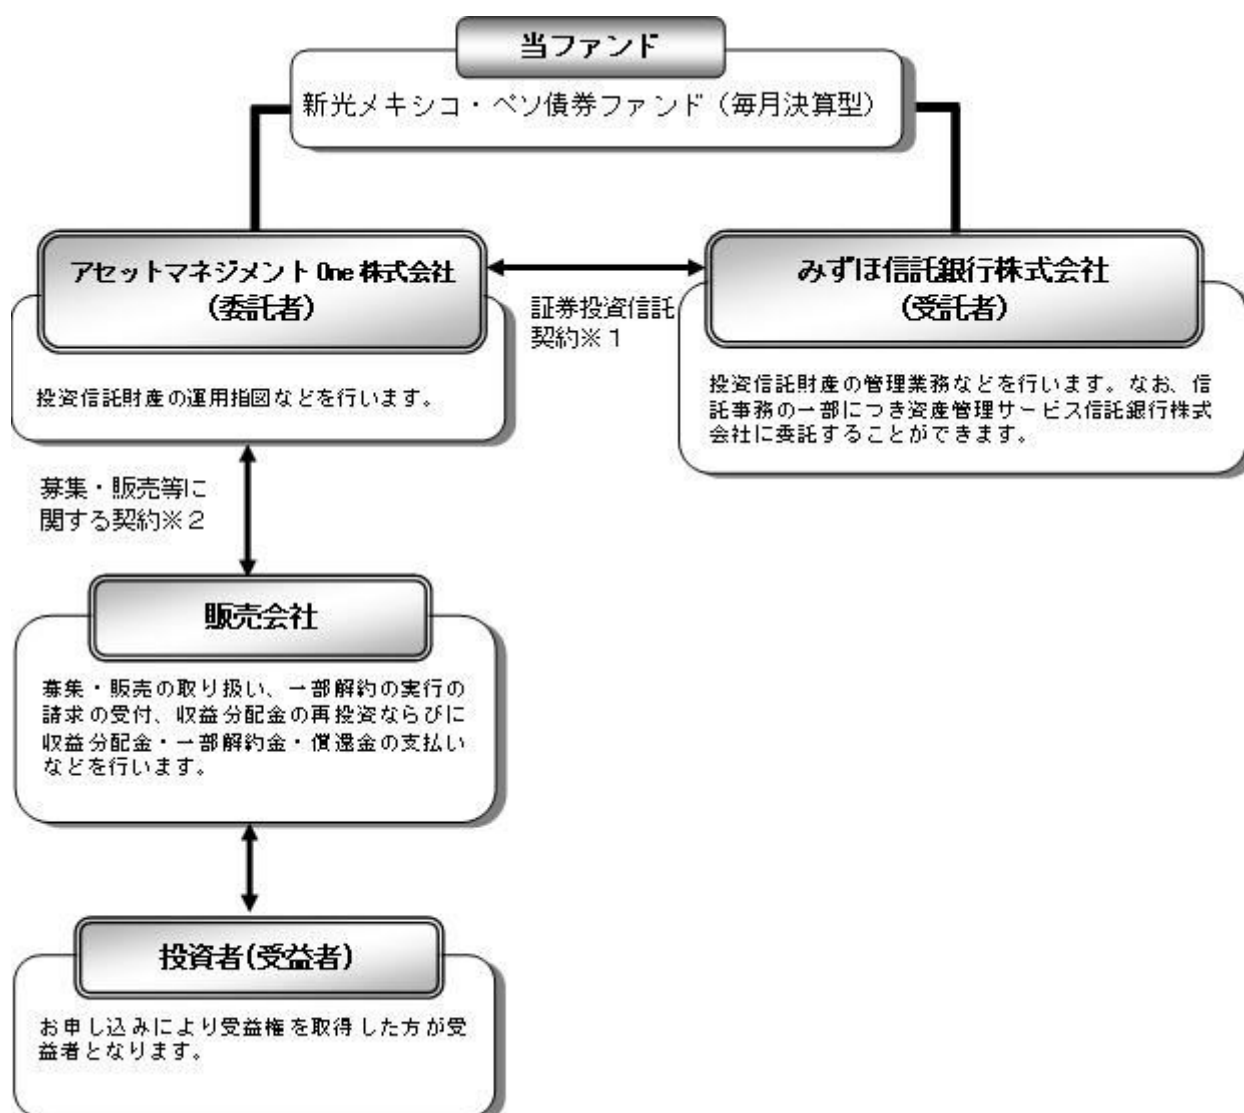 当ファンド
新光メキシコ・ペソ債券ファンド（毎月決算型）
アセットマネジメント One 株式会社
（委託者）
投資信託財産の運用指図などを行います。
証券投資信託
契約※１
みずほ信託銀行株式会社
（受託者）
投資信託財産の管理業務などを行います。なお、信
託事務の一部につき資産管理サービス信託銀行株式
会社に委託することができます。
募集・販売等に
関する契約※２
販売会社
募集・販売の取り扱い、一部解約の実行の
請求の受付、収益分配金の再投資ならびに
収益分配金・一部解約金・償還金の支払い
などを行います。
投資者（受益者）
お申し込みにより受益権を取得した方が受
益者となります。